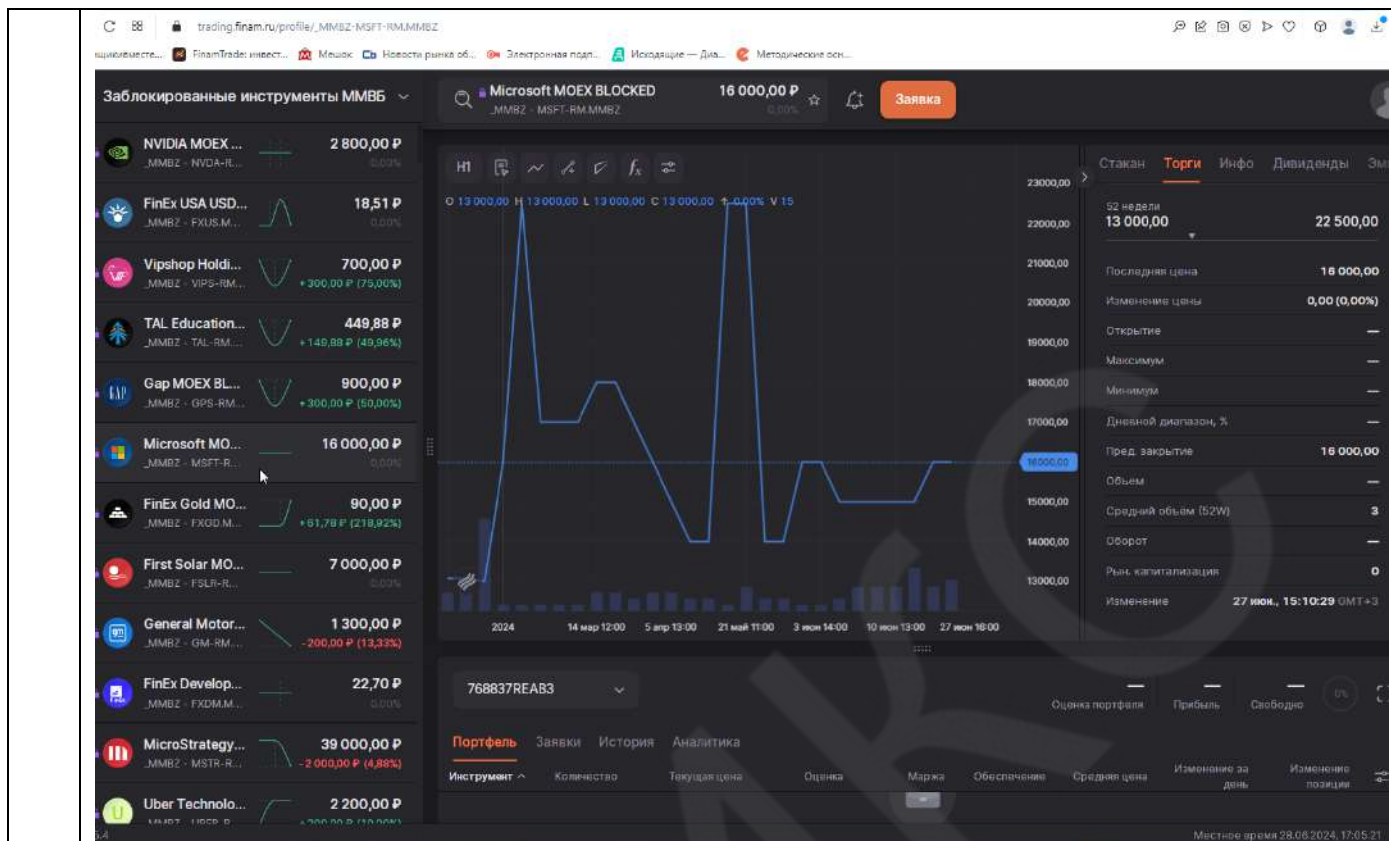 trading.finam.ru/profile/_MMBZ-MSFT-RM.MMBZ
FinamTrade: инвест... Мешок Сь Новости рынка об... Электронная подп... Исходящие — Диа... Методические осн...
Заблокированные инструменты ММВБ
Microsoft MOEX BLOCKED 16 000,00 ₽
_MMBZ - MSFT-RM.MMBZ 0,00%
Заявка
NVIDIA MOEX ... 2 800,00 ₽
_MMBZ - NVDA-R... 0,00%
FinEx USA USD... 18,51 ₽
_MMBZ - FXUS.M... 0,00%
Vipshop Holdi... 700,00 ₽
_MMBZ - VIPS-RM... +300,00 ₽ (75,00%)
TAL Education... 449,88 ₽
_MMBZ - TAL-RM.... +149,88 ₽ (49,96%)
Gap MOEX BL... 900,00 ₽
_MMBZ - GPS-RM... +300,00 ₽ (50,00%)
Microsoft MO... 16 000,00 ₽
_MMBZ - MSFT-R... 0,00%
FinEx Gold MO... 90,00 ₽
_MMBZ - FXGD.M... +61,78 ₽ (218,92%)
First Solar MO... 7 000,00 ₽
_MMBZ - FSLR-R... 0,00%
General Motor... 1 300,00 ₽
_MMBZ - GM-RM.... -200,00 ₽ (13,33%)
FinEx Develop... 22,70 ₽
_MMBZ - FXDM.M... 0,00%
MicroStrategy... 39 000,00 ₽
_MMBZ - MSTR-R... -2 000,00 ₽ (4,88%)
Uber Technolo... 2 200,00 ₽
_MMBZ - UBER-R... +200,00 ₽ (10,00%)
H1 fx
O 13 000,00 H 13 000,00 L 13 000,00 C 13 000,00 0,00% V 15
23000,00
22000,00
21000,00
20000,00
19000,00
18000,00
17000,00
16000,00
15000,00
14000,00
13000,00
2024 14 мар 12:00 5 апр 13:00 21 май 11:00 3 июн 14:00 10 июн 13:00 27 июн 16:00
Стакан Торги Инфо Дивиденды Эм
52 недели
13 000,00 22 500,00
Последняя цена 16 000,00
Изменение цены 0,00 (0,00%)
Открытие —
Максимум —
Минимум —
Дневной диапазон, % —
Пред. закрытие 16 000,00
Объем —
Средний объём (52W) 3
Оборот —
Рын. капитализация 0
Изменение 27 июн., 15:10:29 GMT+3
768837REAB3
— — — 0%
Оценка портфеля Прибыль Свободно
Портфель Заявки История Аналитика
Инструмент Количество Текущая цена Оценка Маржа Обеспечение Средняя цена Изменение за день Изменение позиции
5.4 Местное время 28.06.2024, 17:05:21